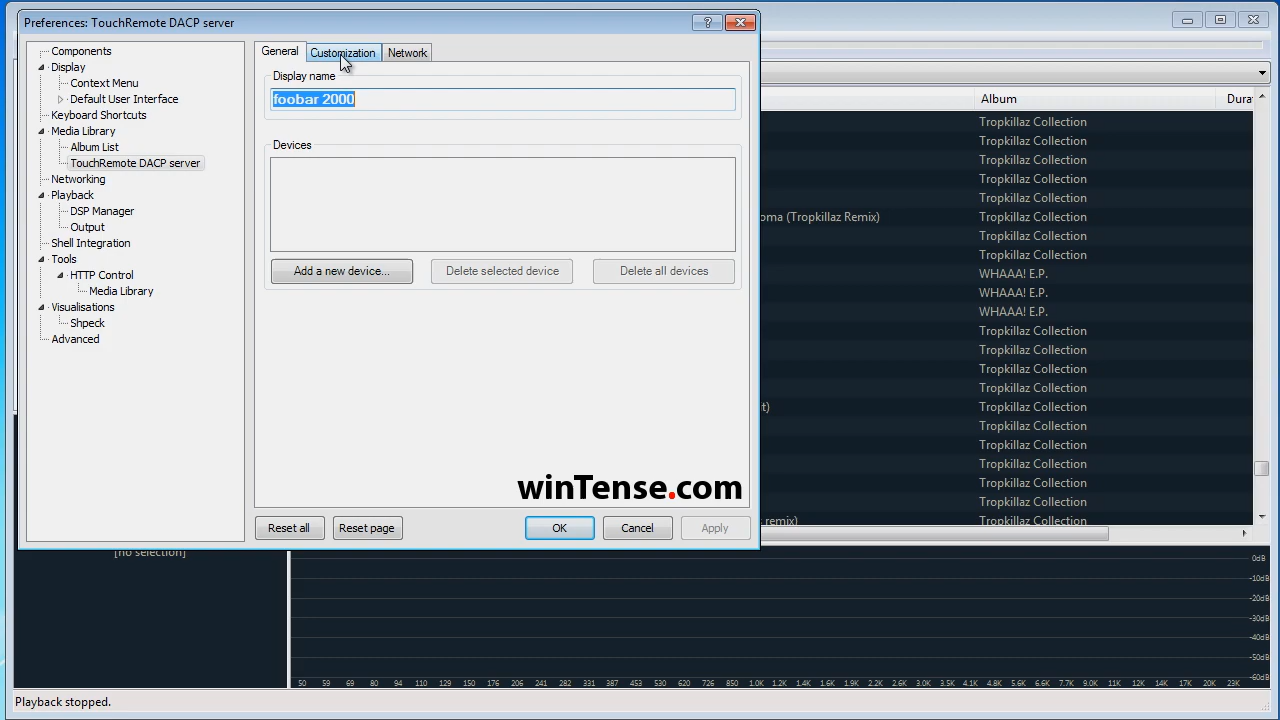 Preferences: TouchRemote DACP server
Components
Display
Context Menu
Default User Interface
Keyboard Shortcuts
Media Library
Album List
TouchRemote DACP server
Networking
Playback
DSP Manager
Output
Shell Integration
Tools
HTTP Control
Media Library
Visualisations
Shpeck
Advanced
General
Customization
Network
Display name
foobar 2000
Devices
Add a new device...
Delete selected device
Delete all devices
winTense.com
Reset all
Reset page
OK
Cancel
Apply
Album
Tropkillaz Collection
Tropkillaz Collection
Tropkillaz Collection
Tropkillaz Collection
Tropkillaz Collection
(Tropkillaz Remix) Tropkillaz Collection
Tropkillaz Collection
Tropkillaz Collection
WHAAA! E.P.
WHAAA! E.P.
WHAAA! E.P.
Tropkillaz Collection
Tropkillaz Collection
Tropkillaz Collection
Tropkillaz Collection
Tropkillaz Collection
Tropkillaz Collection
Tropkillaz Collection
Tropkillaz Collection
Tropkillaz Collection
Tropkillaz Collection
remix) Tropkillaz Collection
[no selection]
0dB
-10dB
-20dB
-30dB
-40dB
-50dB
-60dB
50 59 69 80 94 110 129 150 176 206 241 282 331 387 453 530 620 726 850 1.0K 1.2K 1.4K 1.6K 1.9K 2.2K 2.6K 3.0K 3.5K 4.1K 4.8K 5.6K 6.6K 7.7K 9.0K 11K 12K 14K 17K 20K 23K
Playback stopped.